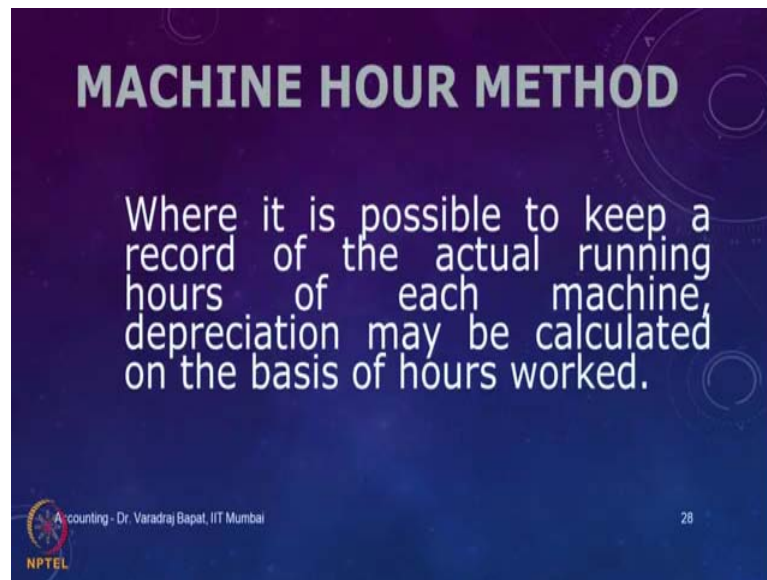 MACHINE HOUR METHOD
Where it is possible to keep a
record of the actual running
hours of each machine,
depreciation may be calculated
on the basis of hours worked.
Accounting - Dr. Varadraj Bapat, IIT Mumbai
28
NPTEL